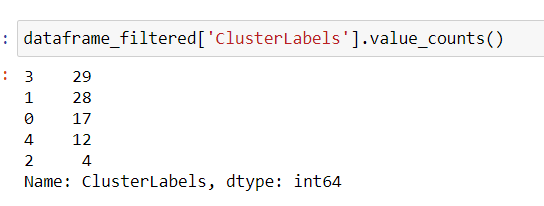 : dataframe_filtered['ClusterLabels'].value_counts()
: 3    29
1    28
0    17
4    12
2     4
Name: ClusterLabels, dtype: int64